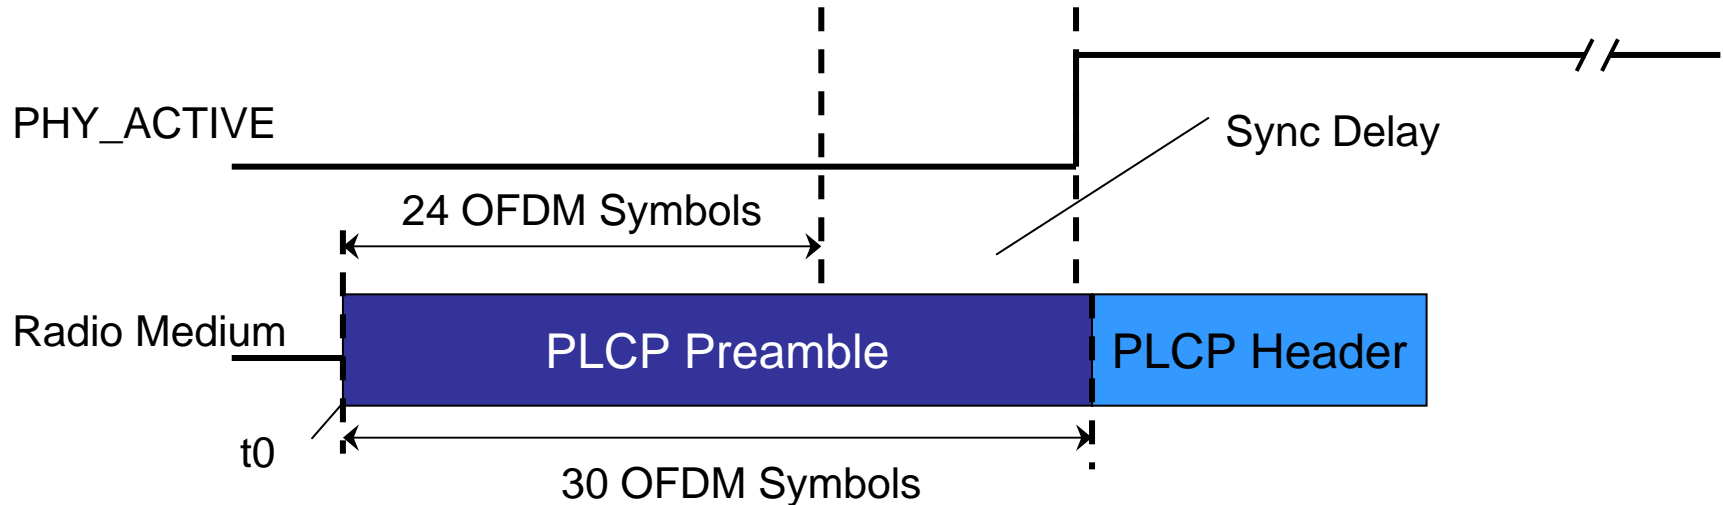 PHY_ACTIVE
Sync Delay
24 OFDM Symbols
Radio Medium
PLCP Preamble
PLCP Header
t0
30 OFDM Symbols